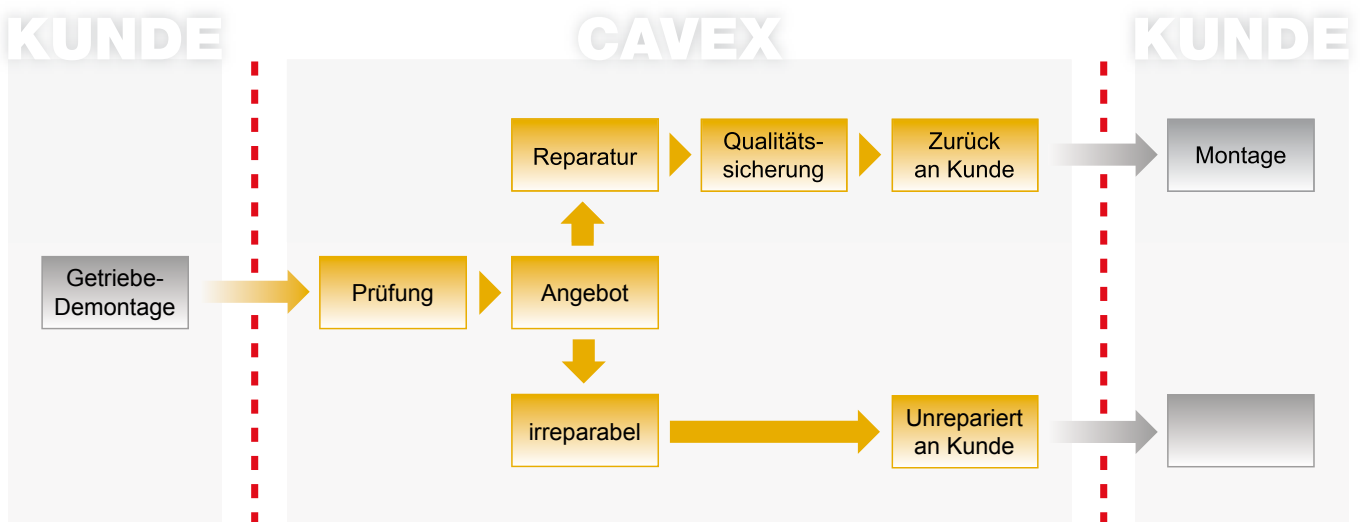 KUNDE
CAVEX
KUNDE
Reparatur
Qualitäts-
sicherung
Zurück
an Kunde
Montage
Getriebe-
Demontage
Prüfung
Angebot
irreparabel
Unrepariert
an Kunde